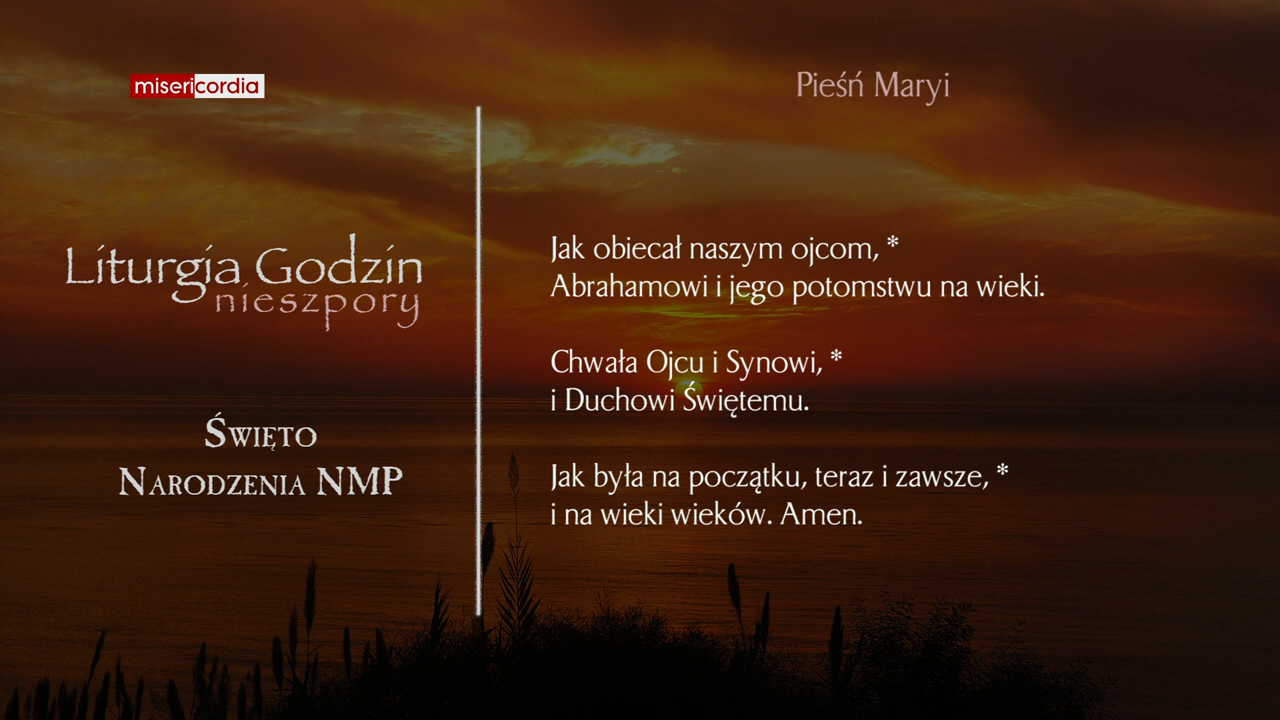 misericordia
Liturgia Godzin
nieszpory
Święto
Narodzenia NMP
Pieśń Maryi
Jak obiecał naszym ojcom, *
Abrahamowi i jego potomstwu na wieki.
Chwała Ojcu i Synowi, *
i Duchowi Świętemu.
Jak była na początku, teraz i zawsze, *
i na wieki wieków. Amen.